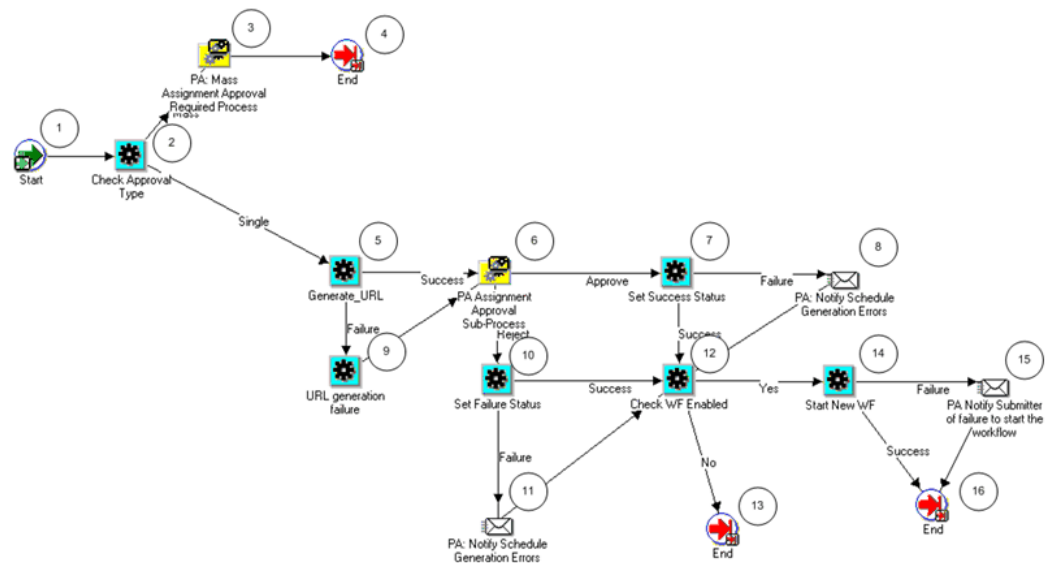 3
4
PA: Mass
Assignment Approval
Required Process
End
Mass
1
2
Start
Check Approval
Type
Single
5
6
7
8
Generate_URL
Success
PA Assignment
Approval
Sub-Process
Approve
Set Success Status
Failure
PA: Notify Schedule
Generation Errors
Failure
9
Reject
Success
URL generation
failure
10
Set Failure Status
Success
12
Check WF Enabled
Yes
14
Start New WF
Failure
15
PA Notify Submitter
of failure to start the
workflow
Failure
11
PA: Notify Schedule
Generation Errors
No
13
End
Success
16
End